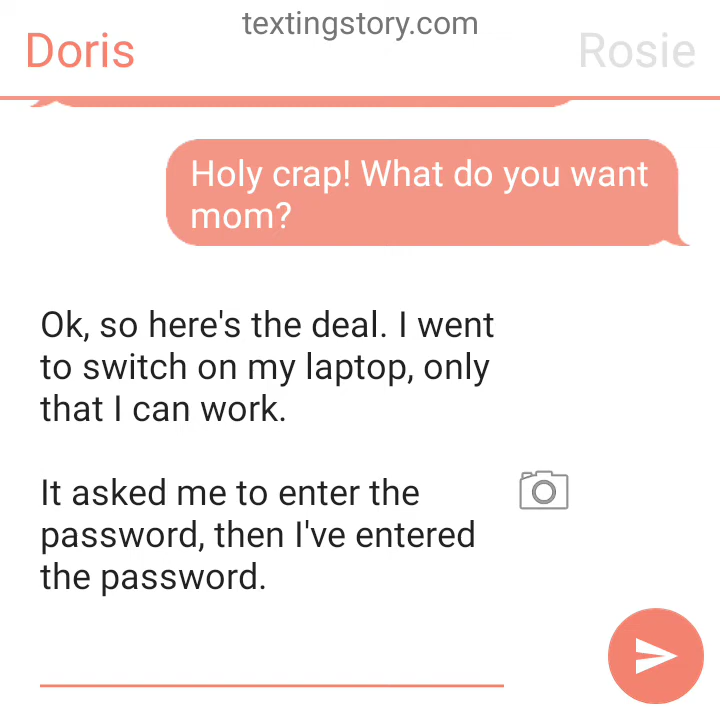 textingstory.com
Doris
Rosie
Holy crap! What do you want
mom?
Ok, so here's the deal. I went
to switch on my laptop, only
that I can work.
It asked me to enter the
password, then I've entered
the password.